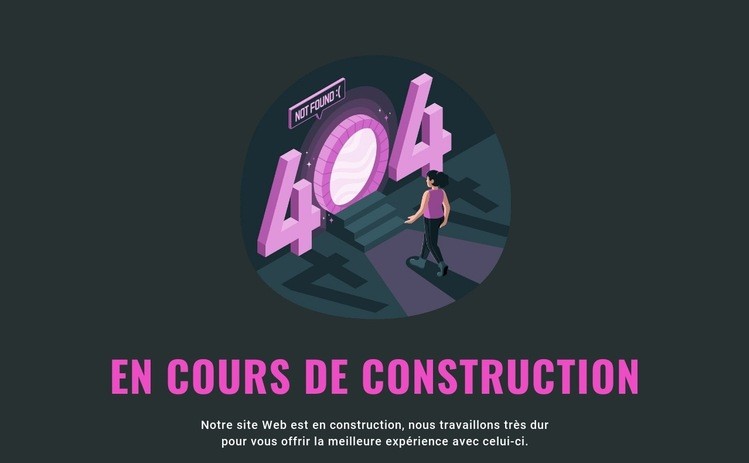 NOT FOUND :(
404
EN COURS DE CONSTRUCTION
Notre site Web est en construction, nous travaillons très dur
pour vous offrir la meilleure expérience avec celui-ci.